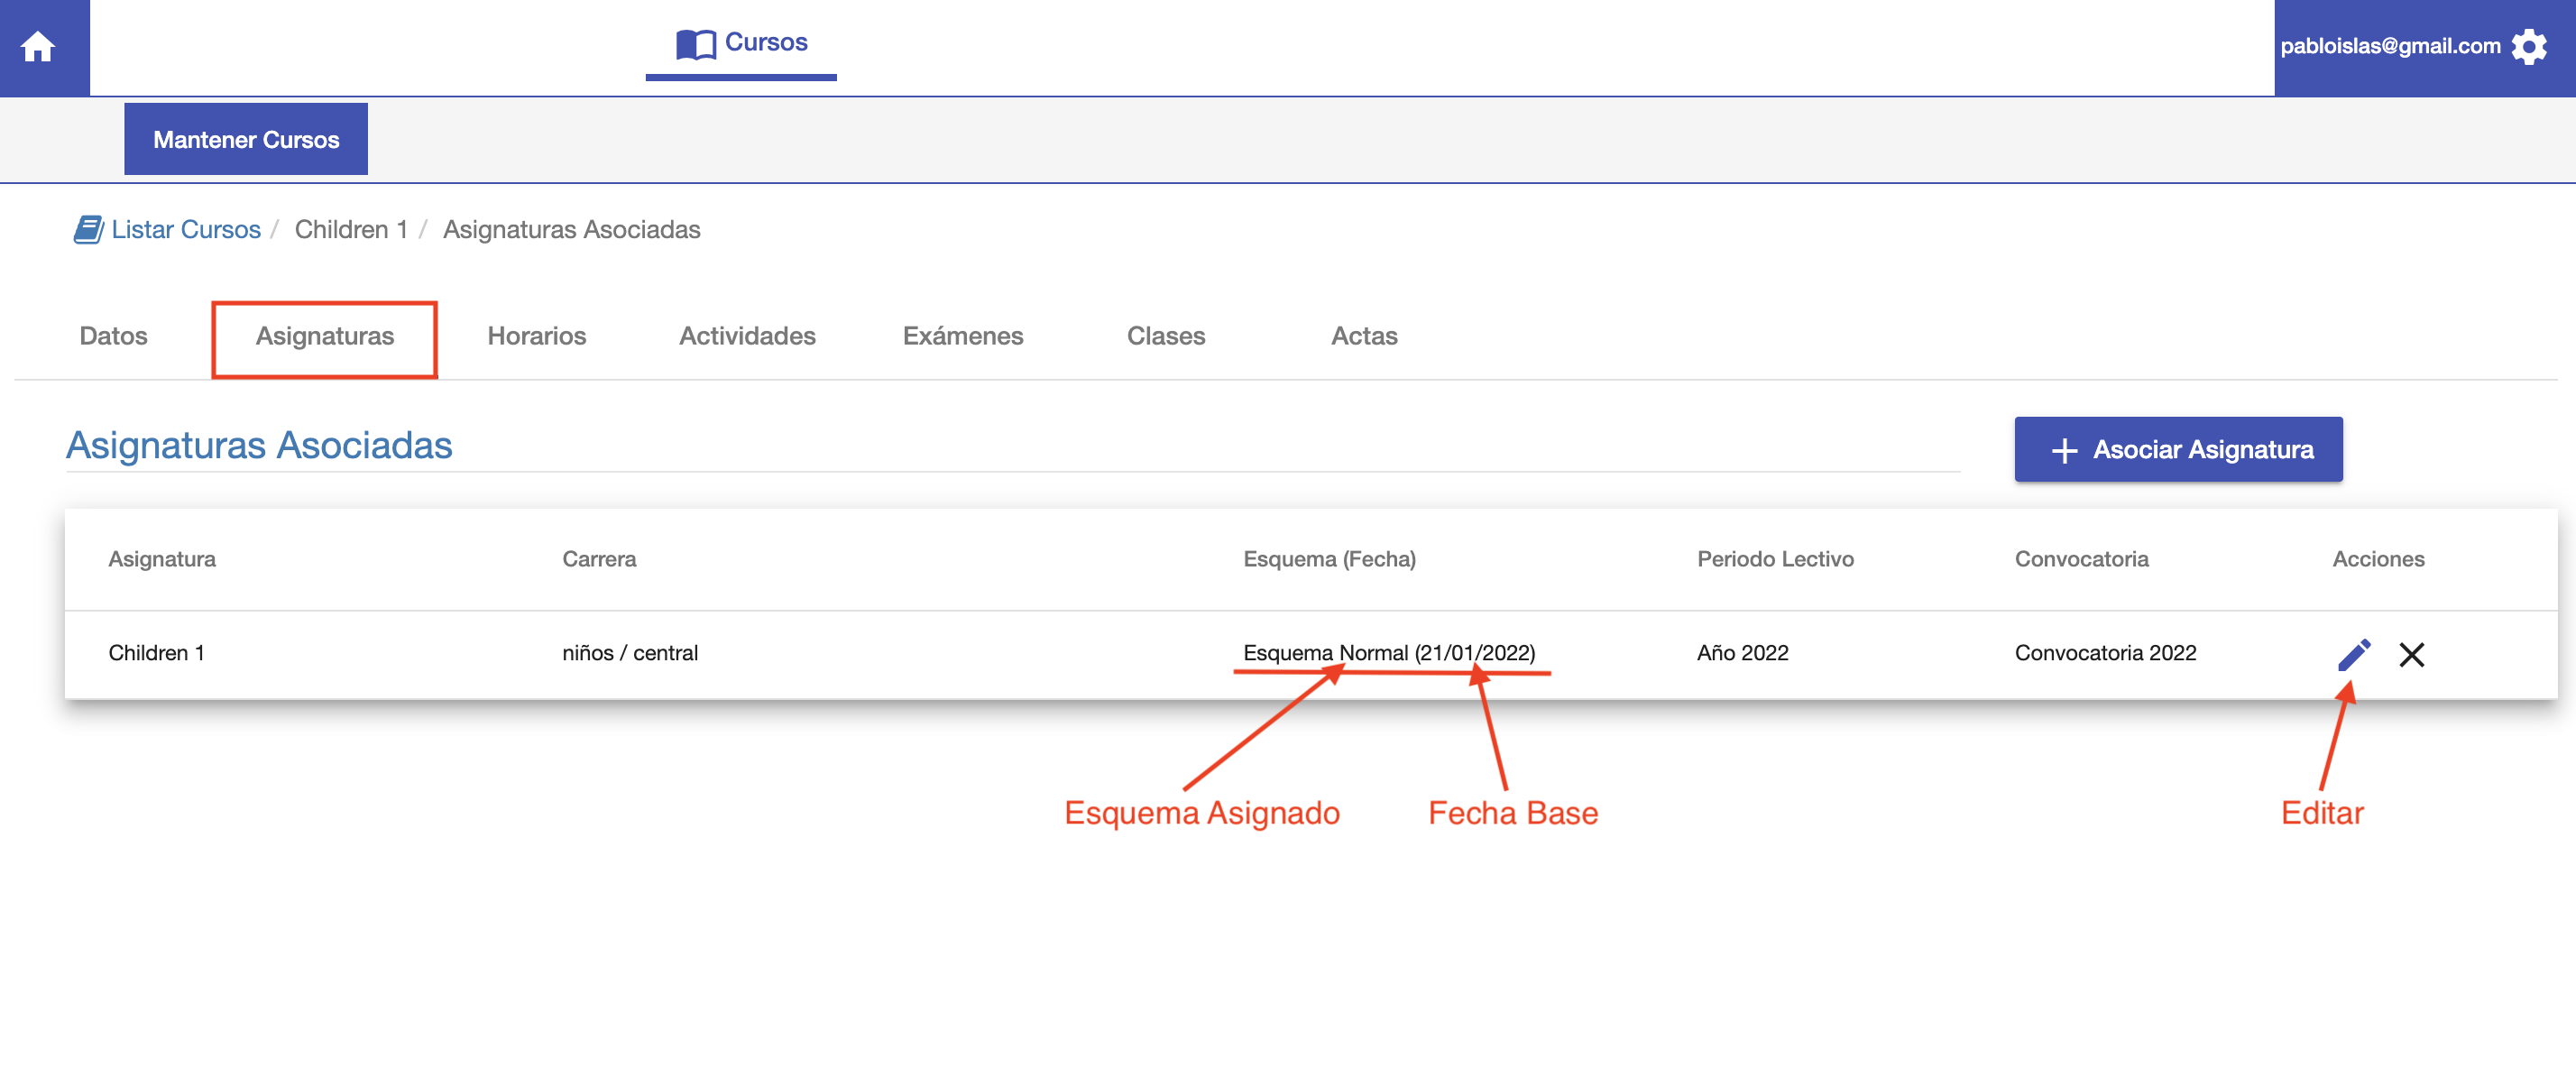 Cursos
pabloislas@gmail.com
Mantener Cursos
Listar Cursos / Children 1 / Asignaturas Asociadas
Datos Asignaturas Horarios Actividades Exámenes Clases Actas
Asignaturas Asociadas
+ Asociar Asignatura
Asignatura Carrera Esquema (Fecha) Periodo Lectivo Convocatoria Acciones
Children 1 niños / central Esquema Normal (21/01/2022) Año 2022 Convocatoria 2022
Esquema Asignado Fecha Base Editar